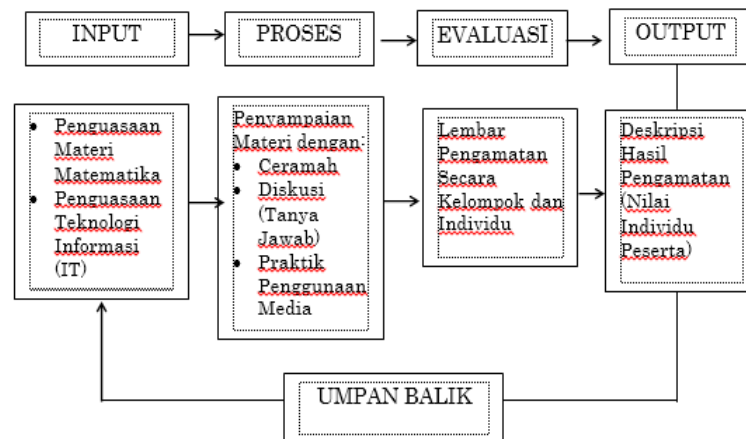 INPUT
PROSES
EVALUASI
OUTPUT
• Penguasaan
Materi
Matematika
• Penguasaan
Teknologi
Informasi
(IT)
Penyampaian
Materi dengan:
• Ceramah
• Diskusi
(Tanya
Jawab)
• Praktik
Penggunaan
Media
Lembar
Pengamatan
Secara
Kelompok dan
Individu
Deskripsi
Hasil
Pengamatan
(Nilai
Individu
Peserta)
UMPAN BALIK